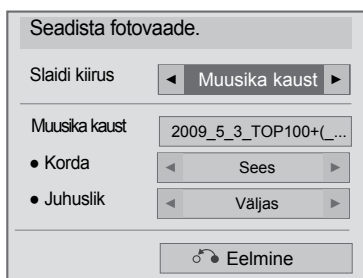 Seadista fotovaade.
Slaidi kiirus ◄ Muusika kaust ►
Muusika kaust 2009_5_3_TOP100+(_...
● Korda ◄ Sees ►
● Juhuslik ◄ Väljas ►
Eelmine